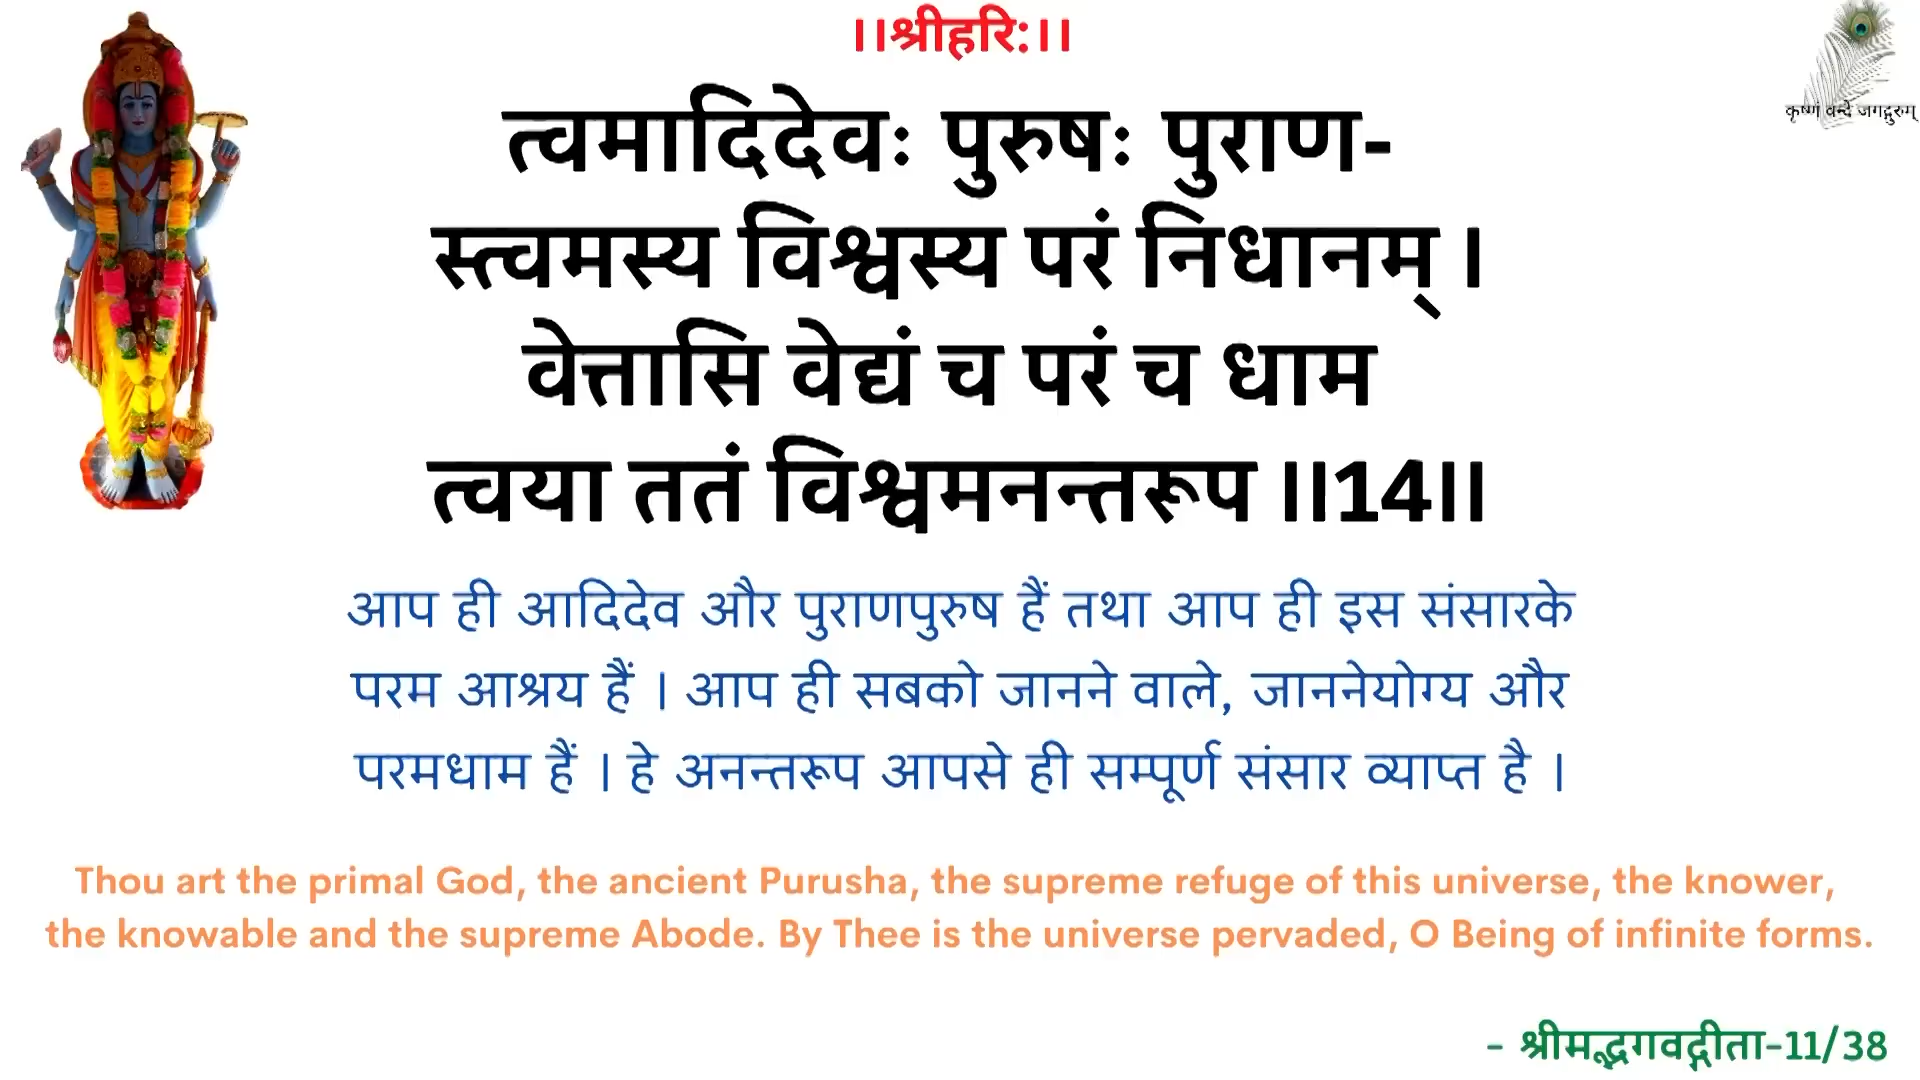 ।।श्रीहरि:।।
कृष्णं वन्दे जगद्गुरुम्
त्वमादिदेवः पुरुषः पुराण-
स्त्वमस्य विश्वस्य परं निधानम् ।
वेत्तासि वेद्यं च परं च धाम
त्वया ततं विश्वमनन्तरूप ।।14।।
आप ही आदिदेव और पुराणपुरुष हैं तथा आप ही इस संसारके
परम आश्रय हैं । आप ही सबको जानने वाले, जाननेयोग्य और
परमधाम हैं । हे अनन्तरूप आपसे ही सम्पूर्ण संसार व्याप्त है ।
Thou art the primal God, the ancient Purusha, the supreme refuge of this universe, the knower,
the knowable and the supreme Abode. By Thee is the universe pervaded, O Being of infinite forms.
- श्रीमद्भगवद्गीता-11/38